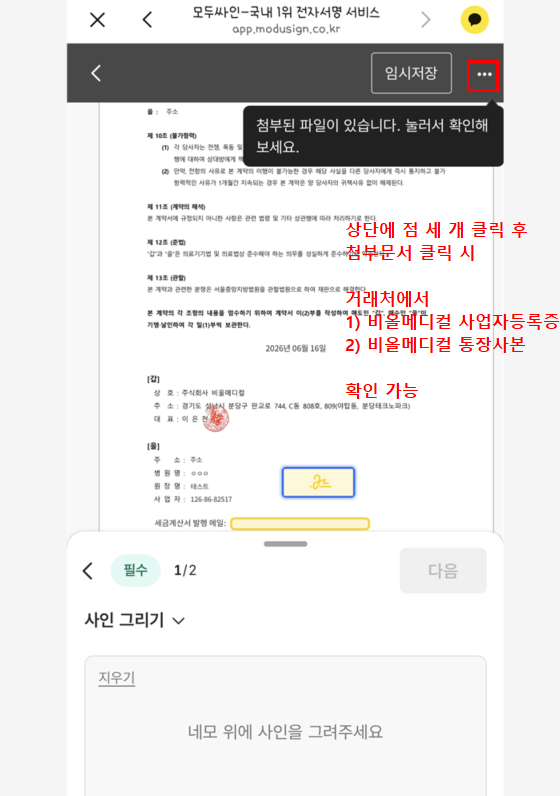 모두싸인-국내 1위 전자서명 서비스
app.modusign.co.kr
임시저장
첨부된 파일이 있습니다. 눌러서 확인해
보세요.
을 : 주소
제 10조 (불가항력)
(1) 각 당사자는 전쟁, 폭동 및
행에 대하여 상대방에게 책
(2) 만약, 전항의 사유로 본 계약의 이행이 불가능한 경우 해당 사실을 다른 당사자에게 즉시 통지하고 불가
항력적인 사유가 1개월간 지속되는 경우 본 계약은 양 당사자의 귀책사유 없이 해제된다.
제 11조 (계약의 해석)
본 계약서에 규정되지 아니한 사항은 관련 법령 및 기타 상관행에 따라 처리하기로 한다.
제 12조 (준법)
"갑"과 "을"은 의료기기법 및 의료법상 준수해야 하는 의무를 성실하게 준수하
제 13조 (관할)
본 계약과 관련한 분쟁은 서울중앙지방법원을 관할법원으로 하여 재판으로 해결한다.
본 계약의 각 조항의 내용을 엄수하기 위하여 계약서 이(2)부를 작성하여 매도인 "갑", 매수인 "을"이
기명·날인하여 각 일(1)부씩 보관한다.
상단에 점 세 개 클릭 후
첨부문서 클릭 시
거래처에서
1) 비올메디컬 사업자등록증
2) 비올메디컬 통장사본
확인 가능
2026년 06월 16일
[갑]
상 호 : 주식회사 비올메디컬
주 소 : 경기도 성남시 분당구 판교로 744, C동 808호, 809(야탑동, 분당테크노파크)
대 표 : 이 은 천
[을]
주 소 : 주소
병 원 명 : ㅇㅇㅇ
원 장 명 : 테스트
사 업 자 : 126-86-82517
세금계산서 발행 메일:
필수 1/2
다음
사인 그리기
지우기
네모 위에 사인을 그려주세요